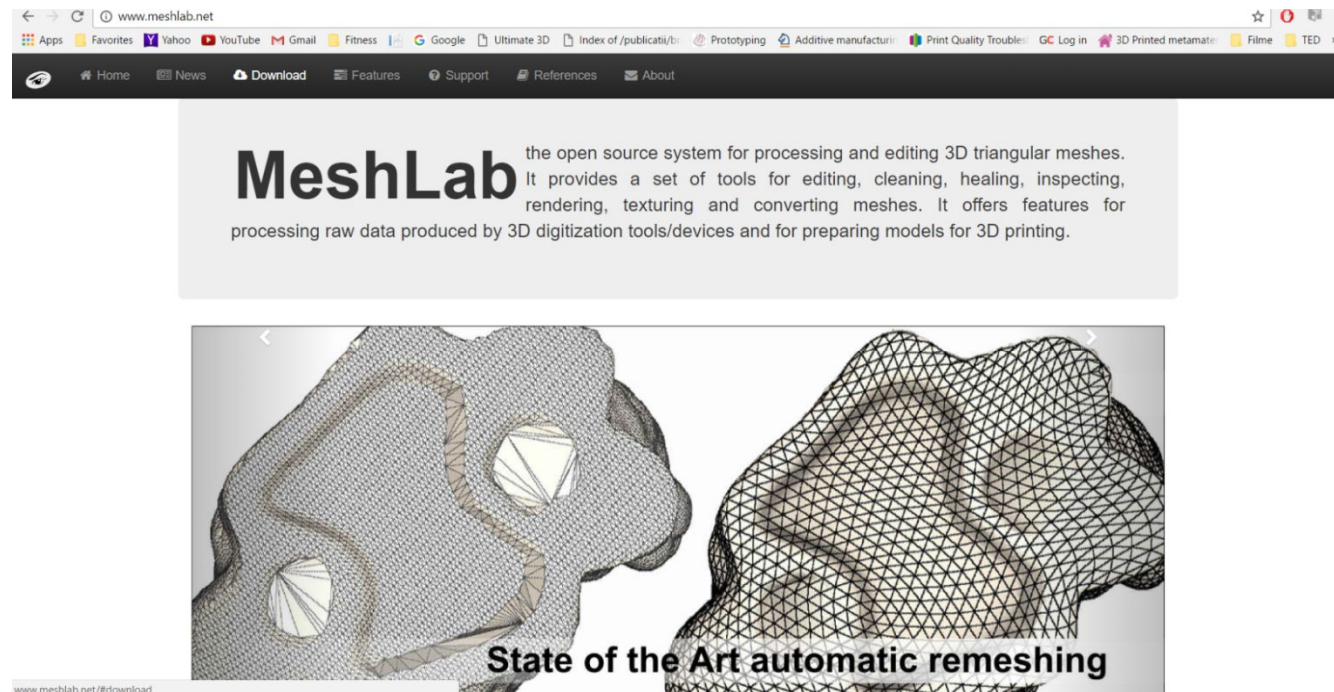 www.meshlab.net
Apps Favorites Yahoo YouTube Gmail Fitness Google Ultimate 3D Index of /publicatii/ Prototyping Additive manufacturin Print Quality Troubles GC Log in 3D Printed metamate Filme TED
Home News Download Features Support References About
MeshLab the open source system for processing and editing 3D triangular meshes.
It provides a set of tools for editing, cleaning, healing, inspecting,
rendering, texturing and converting meshes. It offers features for
processing raw data produced by 3D digitization tools/devices and for preparing models for 3D printing.
State of the Art automatic remeshing
www.meshlab.net/#download